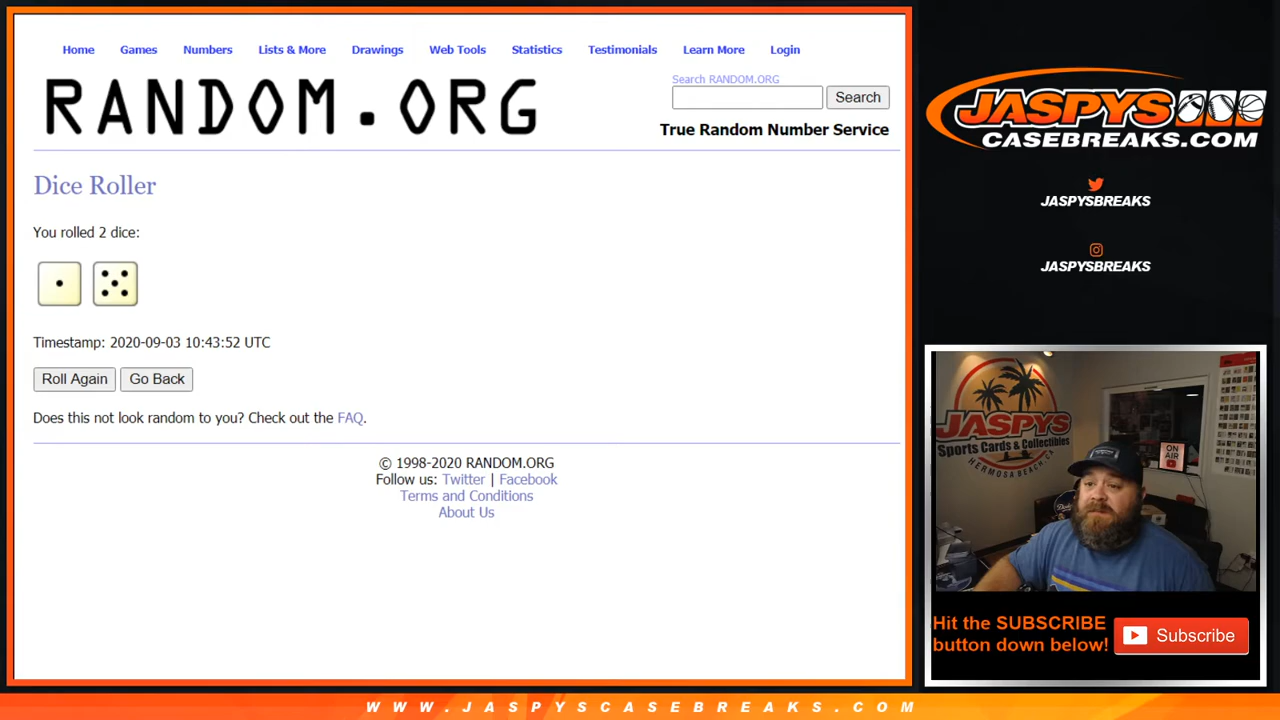 Home Games Numbers Lists & More Drawings Web Tools Statistics Testimonials Learn More Login
RANDOM.ORG
Search RANDOM.ORG
Search
True Random Number Service
Dice Roller
You rolled 2 dice:
Timestamp: 2020-09-03 10:43:52 UTC
Roll Again Go Back
Does this not look random to you? Check out the FAQ.
© 1998-2020 RANDOM.ORG
Follow us: Twitter | Facebook
Terms and Conditions
About Us
JASPYS
CASEBREAKS.COM
JASPYSBREAKS
JASPYSBREAKS
JASPYS
Sports Cards & Collectibles
HERMOSA BEACH, CA
ON
AIR
Hit the SUBSCRIBE
button down below!
Subscribe
WWW.JASPYSCASEBREAKS.COM